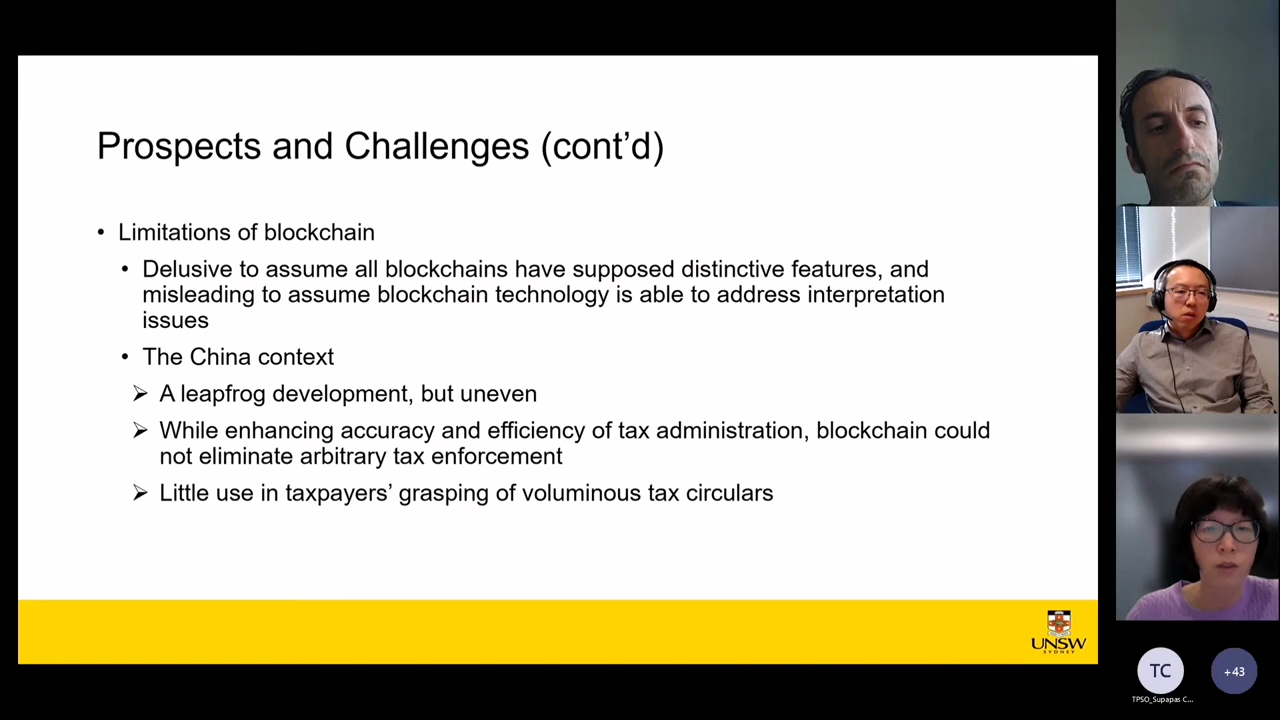 Prospects and Challenges (cont’d)
• Limitations of blockchain
• Delusive to assume all blockchains have supposed distinctive features, and
misleading to assume blockchain technology is able to address interpretation
issues
• The China context
➢ A leapfrog development, but uneven
➢ While enhancing accuracy and efficiency of tax administration, blockchain could
not eliminate arbitrary tax enforcement
➢ Little use in taxpayers’ grasping of voluminous tax circulars
UNSW
SYDNEY
TC
+43
TPSO_Supapas C...